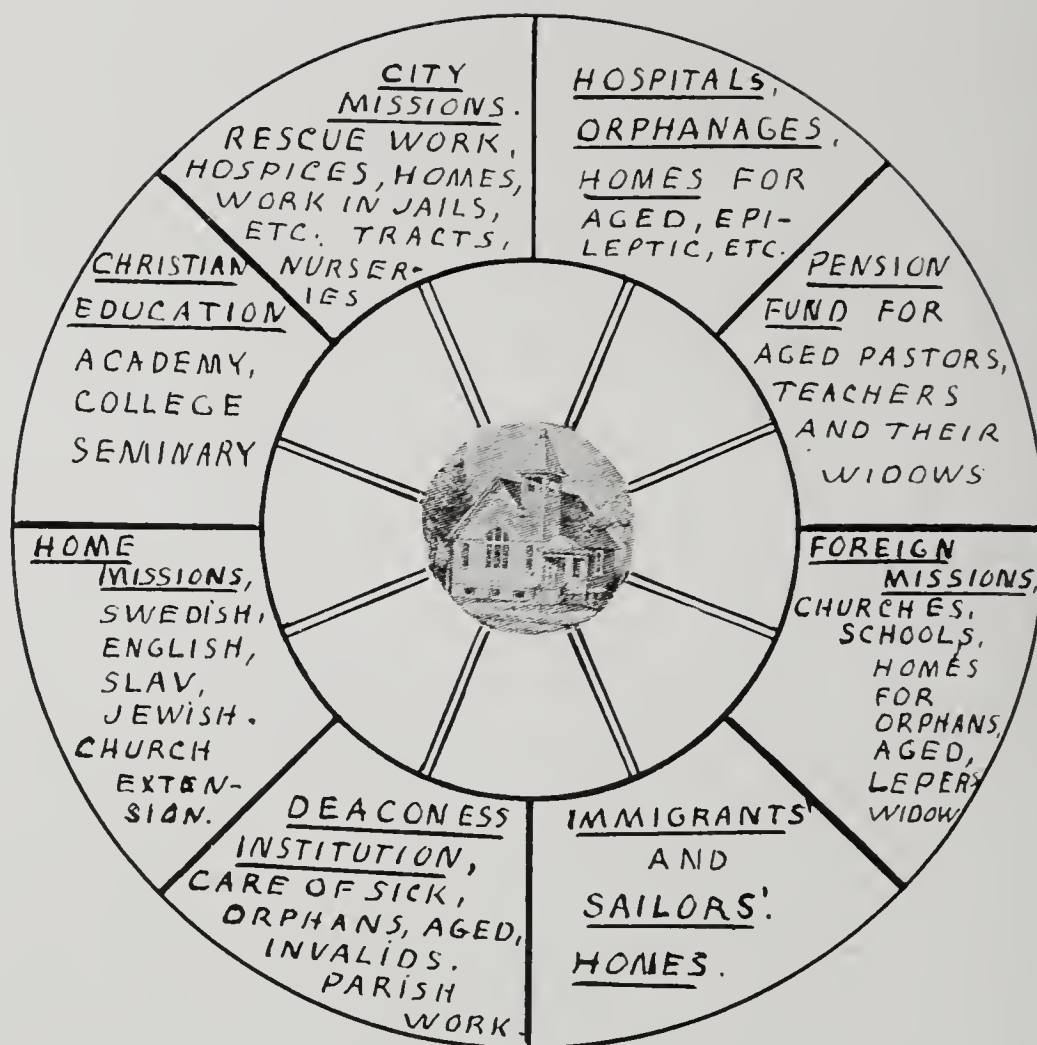 CITY
MISSIONS.
RESCUE WORK,
HOSPICES, HOMES,
WORK IN JAILS,
ETC. TRACTS,
NURSER-
IES
HOSPITALS,
ORPHANAGES,
HOMES FOR
AGED, EPI-
LEPTIC, ETC.
PENSION
FUND FOR
AGED PASTORS,
TEACHERS
AND THEIR
WIDOWS
FOREIGN
MISSIONS,
CHURCHES,
SCHOOLS,
HOMES
FOR
ORPHANS,
AGED,
LEPERS
WIDOW
IMMIGRANTS'
AND
SAILORS'.
HOMES.
DEACONESS
INSTITUTION,
CARE OF SICK,
ORPHANS, AGED,
INVALIDS.
PARISH
WORK.
HOME
MISSIONS,
SWEDISH,
ENGLISH,
SLAV,
JEWISH.
CHURCH
EXTEN-
SION.
CHRISTIAN
EDUCATION
ACADEMY,
COLLEGE
SEMINARY